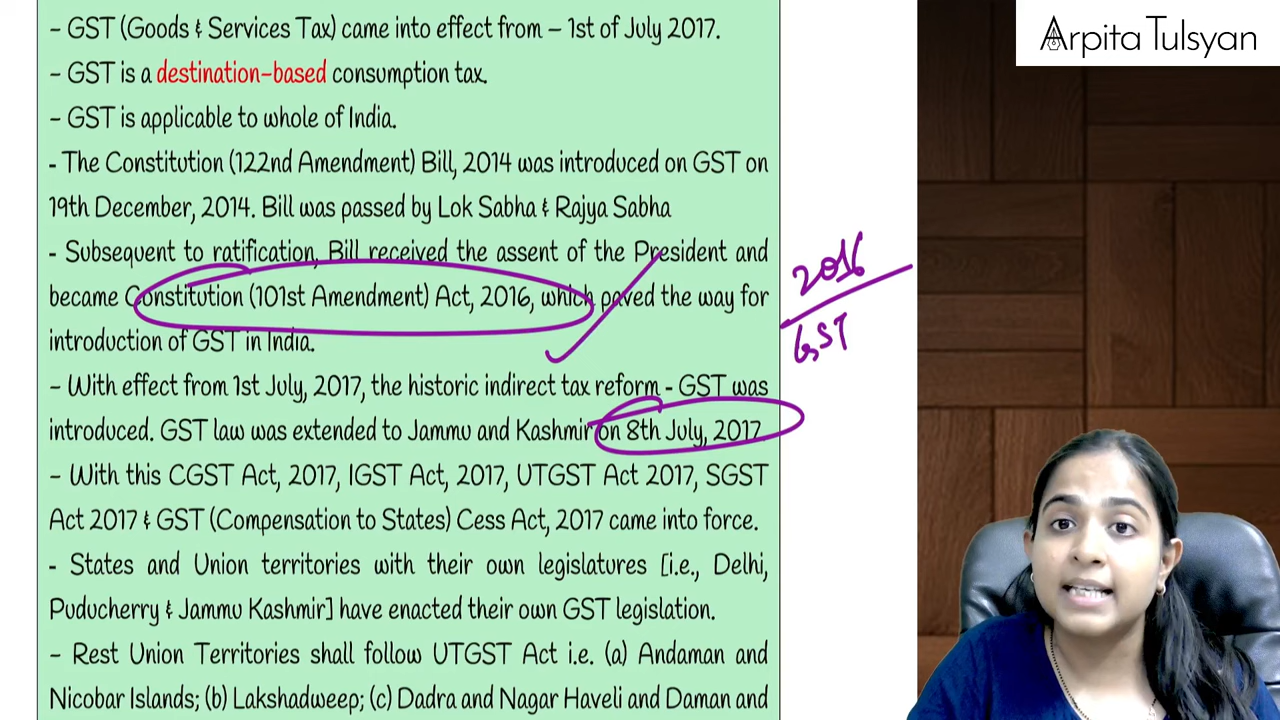 – GST (Goods & Services Tax) came into effect from – 1st of July 2017.
– GST is a destination-based consumption tax.
– GST is applicable to whole of India.
- The Constitution (122nd Amendment) Bill, 2014 was introduced on GST on
19th December, 2014. Bill was passed by Lok Sabha & Rajya Sabha
- Subsequent to ratification, Bill received the assent of the President and
became Constitution (101st Amendment) Act, 2016, which paved the way for
introduction of GST in India.
– With effect from 1st July, 2017, the historic indirect tax reform - GST was
introduced. GST law was extended to Jammu and Kashmir on 8th July, 2017.
– With this CGST Act, 2017, IGST Act, 2017, UTGST Act 2017, SGST
Act 2017 & GST (Compensation to States) Cess Act, 2017 came into force.
- States and Union territories with their own legislatures [i.e., Delhi,
Puducherry & Jammu Kashmir] have enacted their own GST legislation.
– Rest Union Territories shall follow UTGST Act i.e. (a) Andaman and
Nicobar Islands; (b) Lakshadweep; (c) Dadra and Nagar Haveli and Daman and
2016
GST
Arpita Tulsyan